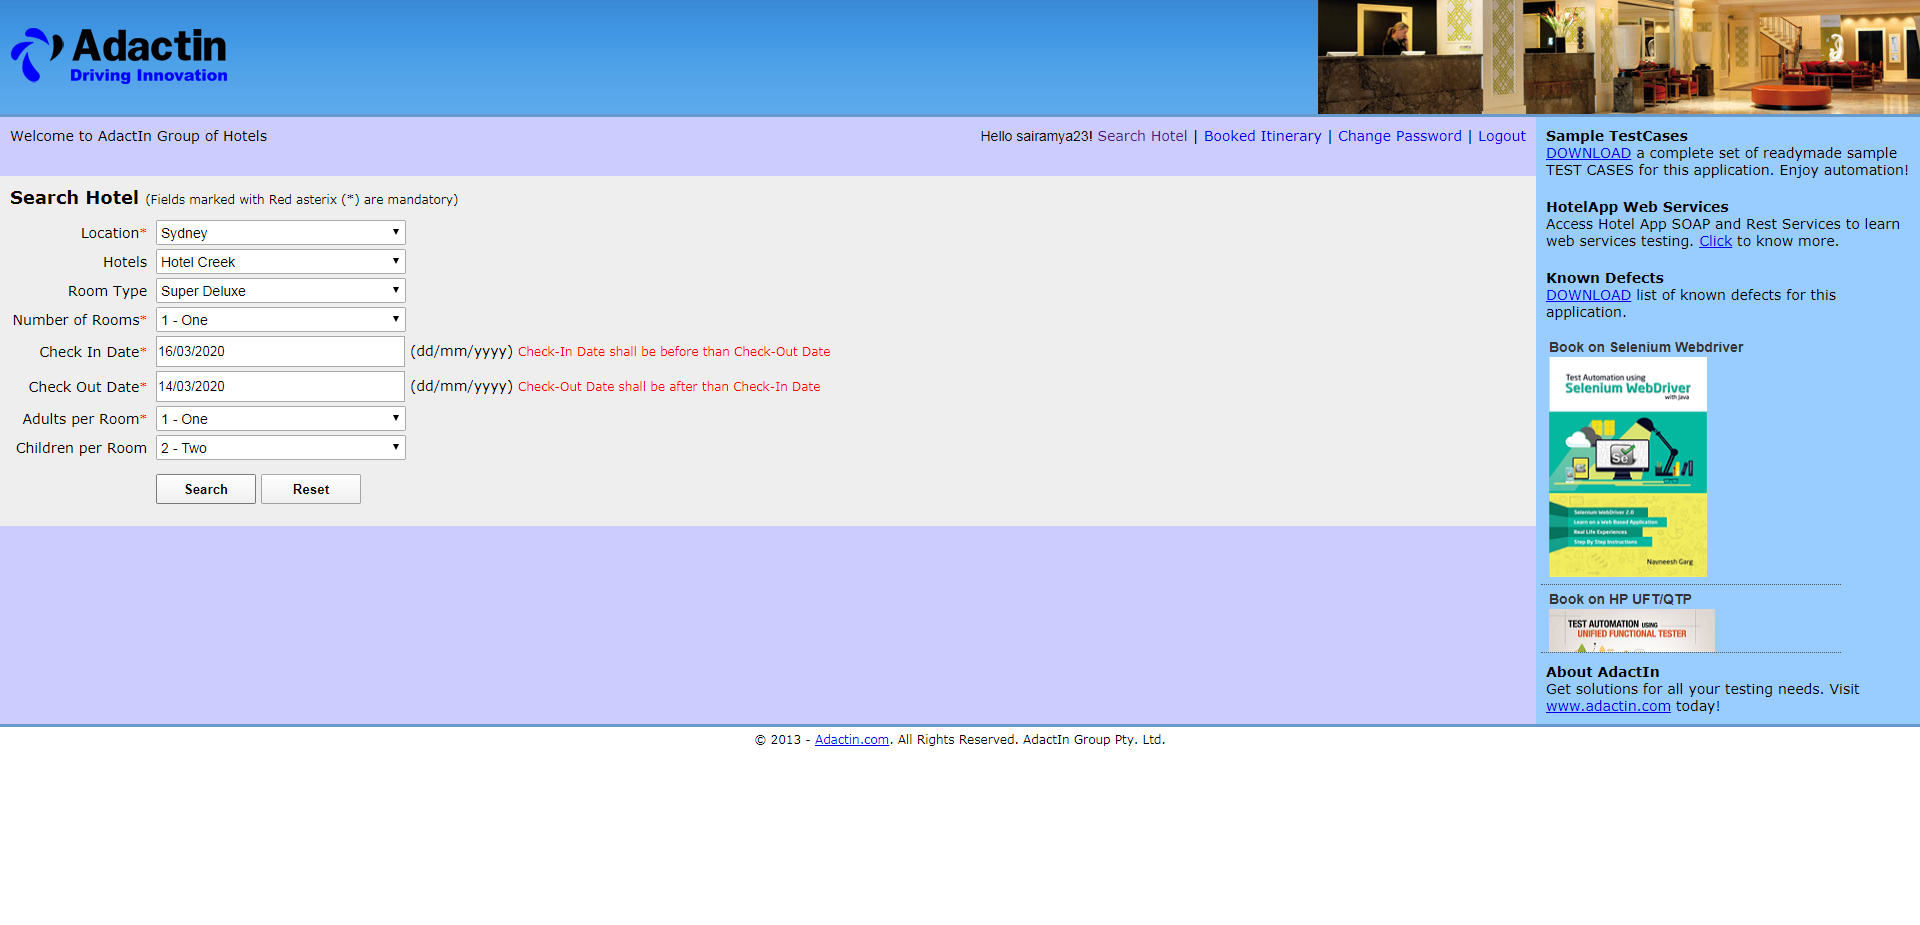 Adactin
Driving Innovation
Welcome to AdactIn Group of Hotels
Hello sairamya23! Search Hotel | Booked Itinerary | Change Password | Logout
Search Hotel (Fields marked with Red asterix (*) are mandatory)
Location* Sydney
Hotels Hotel Creek
Room Type Super Deluxe
Number of Rooms* 1 - One
Check In Date* 16/03/2020 (dd/mm/yyyy) Check-In Date shall be before than Check-Out Date
Check Out Date* 14/03/2020 (dd/mm/yyyy) Check-Out Date shall be after than Check-In Date
Adults per Room* 1 - One
Children per Room 2 - Two
Search Reset
Sample TestCases
DOWNLOAD a complete set of readymade sample
TEST CASES for this application. Enjoy automation!
HotelApp Web Services
Access Hotel App SOAP and Rest Services to learn
web services testing. Click to know more.
Known Defects
DOWNLOAD list of known defects for this
application.
Book on Selenium Webdriver
Test Automation using
Selenium WebDriver
with Java
Se
Selenium WebDriver 2.0
Learn on a Web Based Application
Real Life Experiences
Step By Step Instructions
Navneesh Garg
Book on HP UFT/QTP
TEST AUTOMATION USING
UNIFIED FUNCTIONAL TESTER
About AdactIn
Get solutions for all your testing needs. Visit
www.adactin.com today!
© 2013 - Adactin.com. All Rights Reserved. AdactIn Group Pty. Ltd.